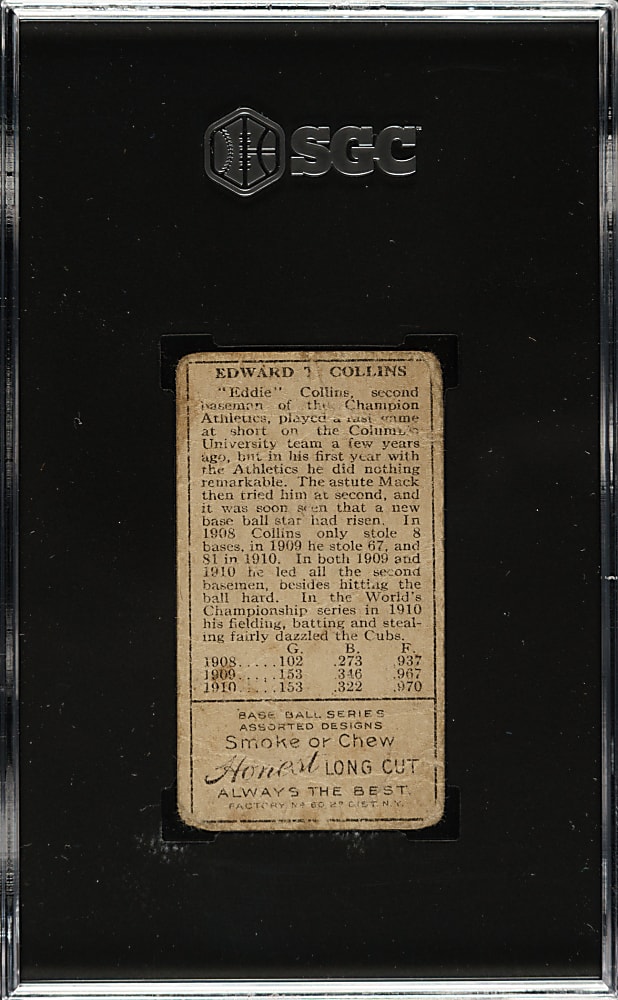 SGC
EDWARD T COLLINS
"Eddie" Collins, second
baseman of the Champion
Athletics, played a fast game
at short on the Columbia
University team a few years
ago, but in his first year with
the Athletics he did nothing
remarkable. The astute Mack
then tried him at second, and
it was soon seen that a new
base ball star had risen. In
1908 Collins only stole 8
bases, in 1909 he stole 67, and
81 in 1910. In both 1909 and
1910 he led all the second
basemen, besides hitting the
ball hard. In the World's
Championship series in 1910
his fielding, batting and steal-
ing fairly dazzled the Cubs.
G. B. F.
1908.....102 .273 .937
1909.....153 .346 .967
1910.....153 .322 .970
BASE BALL SERIES
ASSORTED DESIGNS
Smoke or Chew
Honest LONG CUT
ALWAYS THE BEST.
FACTORY Nº 60 2ᴰ DIST. N.Y.